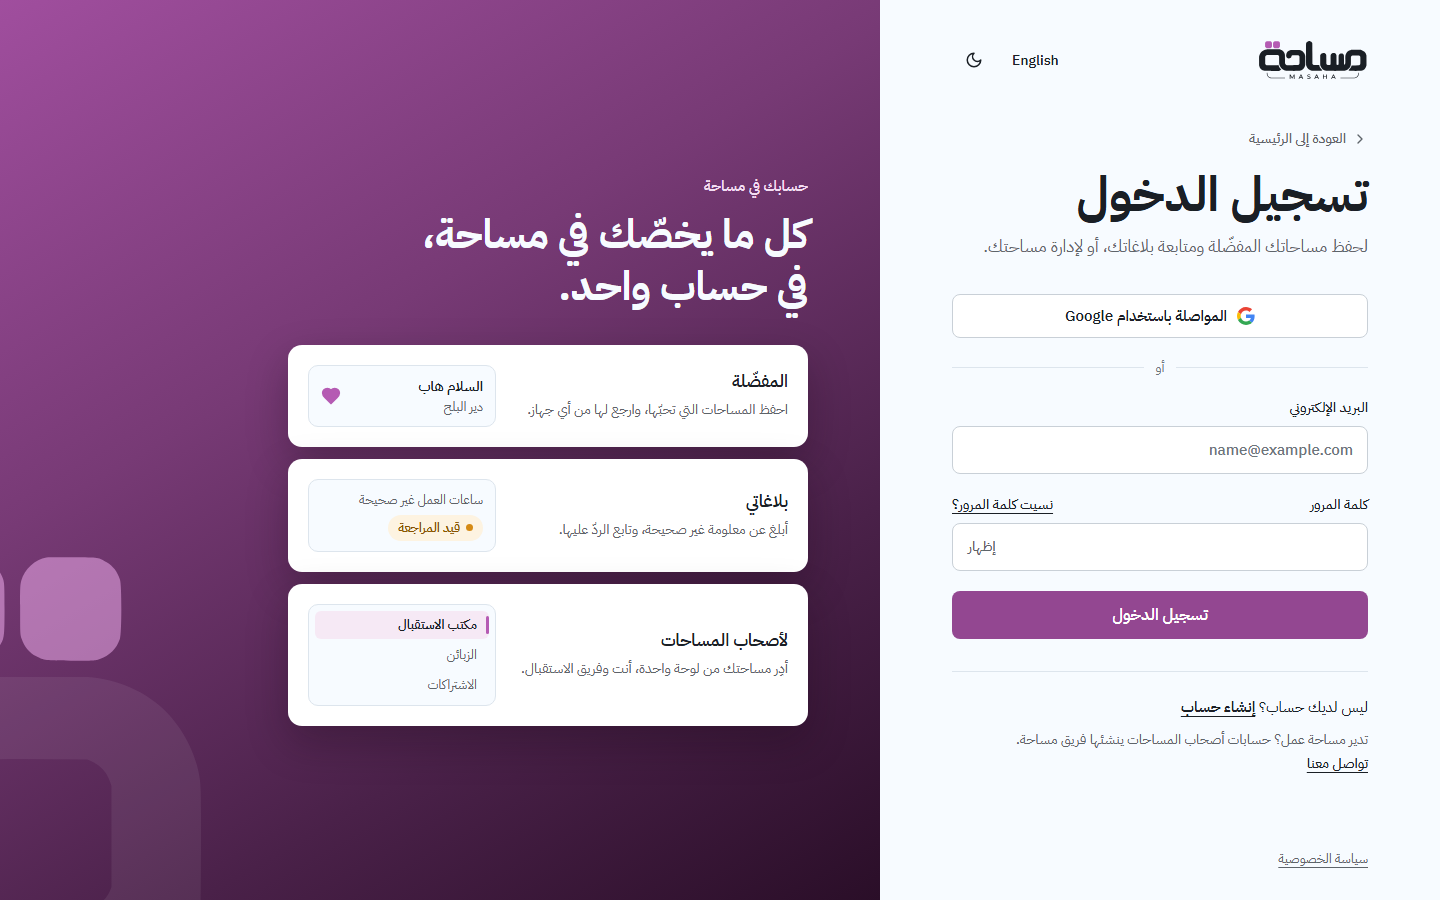 مساحة
MASAHA
English
العودة إلى الرئيسية
تسجيل الدخول
لحفظ مساحاتك المفضّلة ومتابعة بلاغاتك، أو لإدارة مساحتك.
المواصلة باستخدام Google
أو
البريد الإلكتروني
name@example.com
كلمة المرور
نسيت كلمة المرور؟
إظهار
تسجيل الدخول
ليس لديك حساب؟ إنشاء حساب
تدير مساحة عمل؟ حسابات أصحاب المساحات ينشئها فريق مساحة.
تواصل معنا
سياسة الخصوصية
حسابك في مساحة
كل ما يخصّك في مساحة،
في حساب واحد.
المفضّلة
احفظ المساحات التي تحبّها، وارجع لها من أي جهاز.
السلام هاب
دير البلح
بلاغاتي
أبلغ عن معلومة غير صحيحة، وتابع الردّ عليها.
ساعات العمل غير صحيحة
قيد المراجعة
لأصحاب المساحات
أدِر مساحتك من لوحة واحدة، أنت وفريق الاستقبال.
مكتب الاستقبال
الزبائن
الاشتراكات